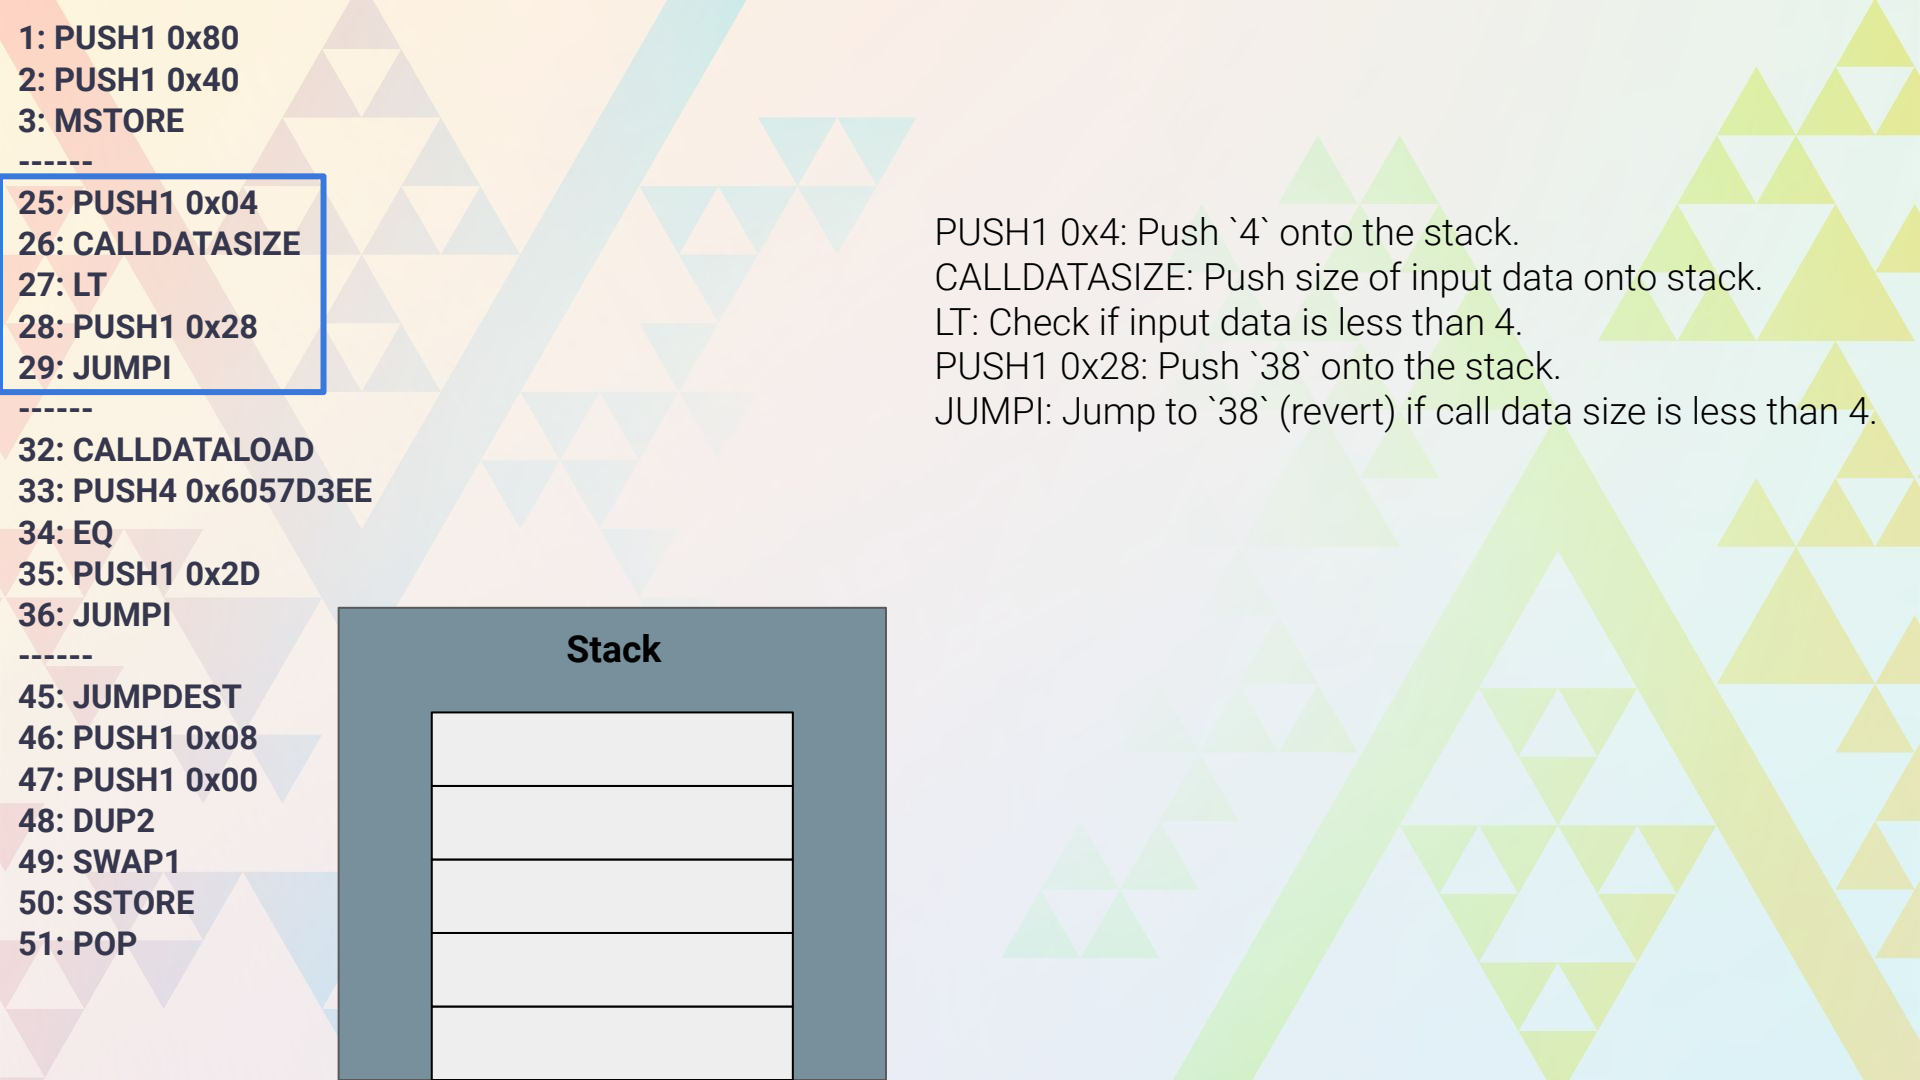 1: PUSH1 0x80
2: PUSH1 0x40
3: MSTORE
------
25: PUSH1 0x04
26: CALLDATASIZE
27: LT
28: PUSH1 0x28
29: JUMPI
------
32: CALLDATALOAD
33: PUSH4 0x6057D3EE
34: EQ
35: PUSH1 0x2D
36: JUMPI
------
45: JUMPDEST
46: PUSH1 0x08
47: PUSH1 0x00
48: DUP2
49: SWAP1
50: SSTORE
51: POP
PUSH1 0x4: Push `4` onto the stack.
CALLDATASIZE: Push size of input data onto stack.
LT: Check if input data is less than 4.
PUSH1 0x28: Push `38` onto the stack.
JUMPI: Jump to `38` (revert) if call data size is less than 4.
Stack